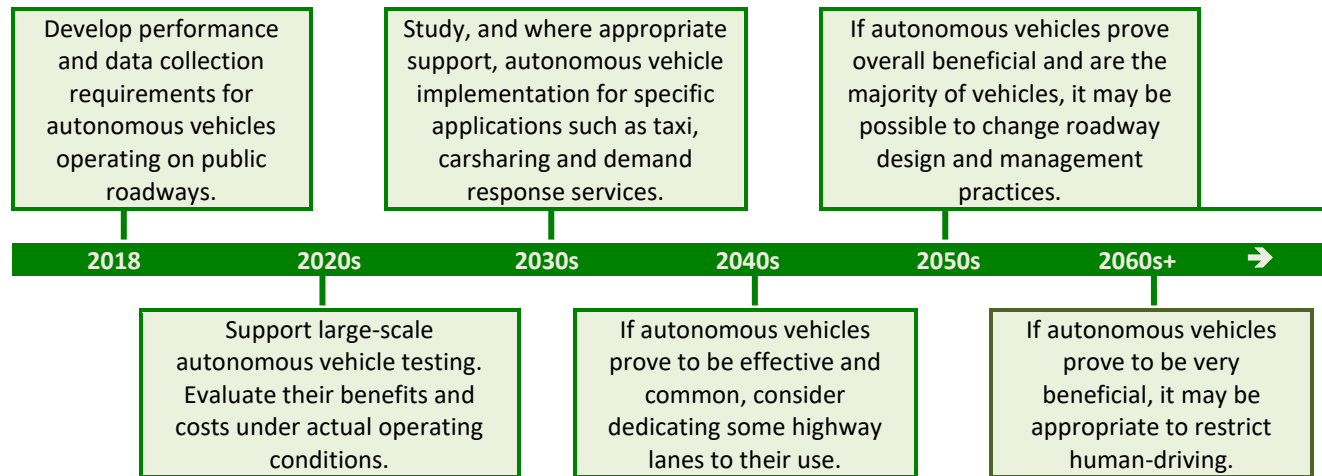 Develop performance
and data collection
requirements for
autonomous vehicles
operating on public
roadways.
Study, and where appropriate
support, autonomous vehicle
implementation for specific
applications such as taxi,
carsharing and demand
response services.
If autonomous vehicles prove
overall beneficial and are the
majority of vehicles, it may be
possible to change roadway
design and management
practices.
2018 2020s 2030s 2040s 2050s 2060s+ ➔
Support large-scale
autonomous vehicle testing.
Evaluate their benefits and
costs under actual operating
conditions.
If autonomous vehicles
prove to be effective and
common, consider
dedicating some highway
lanes to their use.
If autonomous vehicles
prove to be very
beneficial, it may be
appropriate to restrict
human-driving.